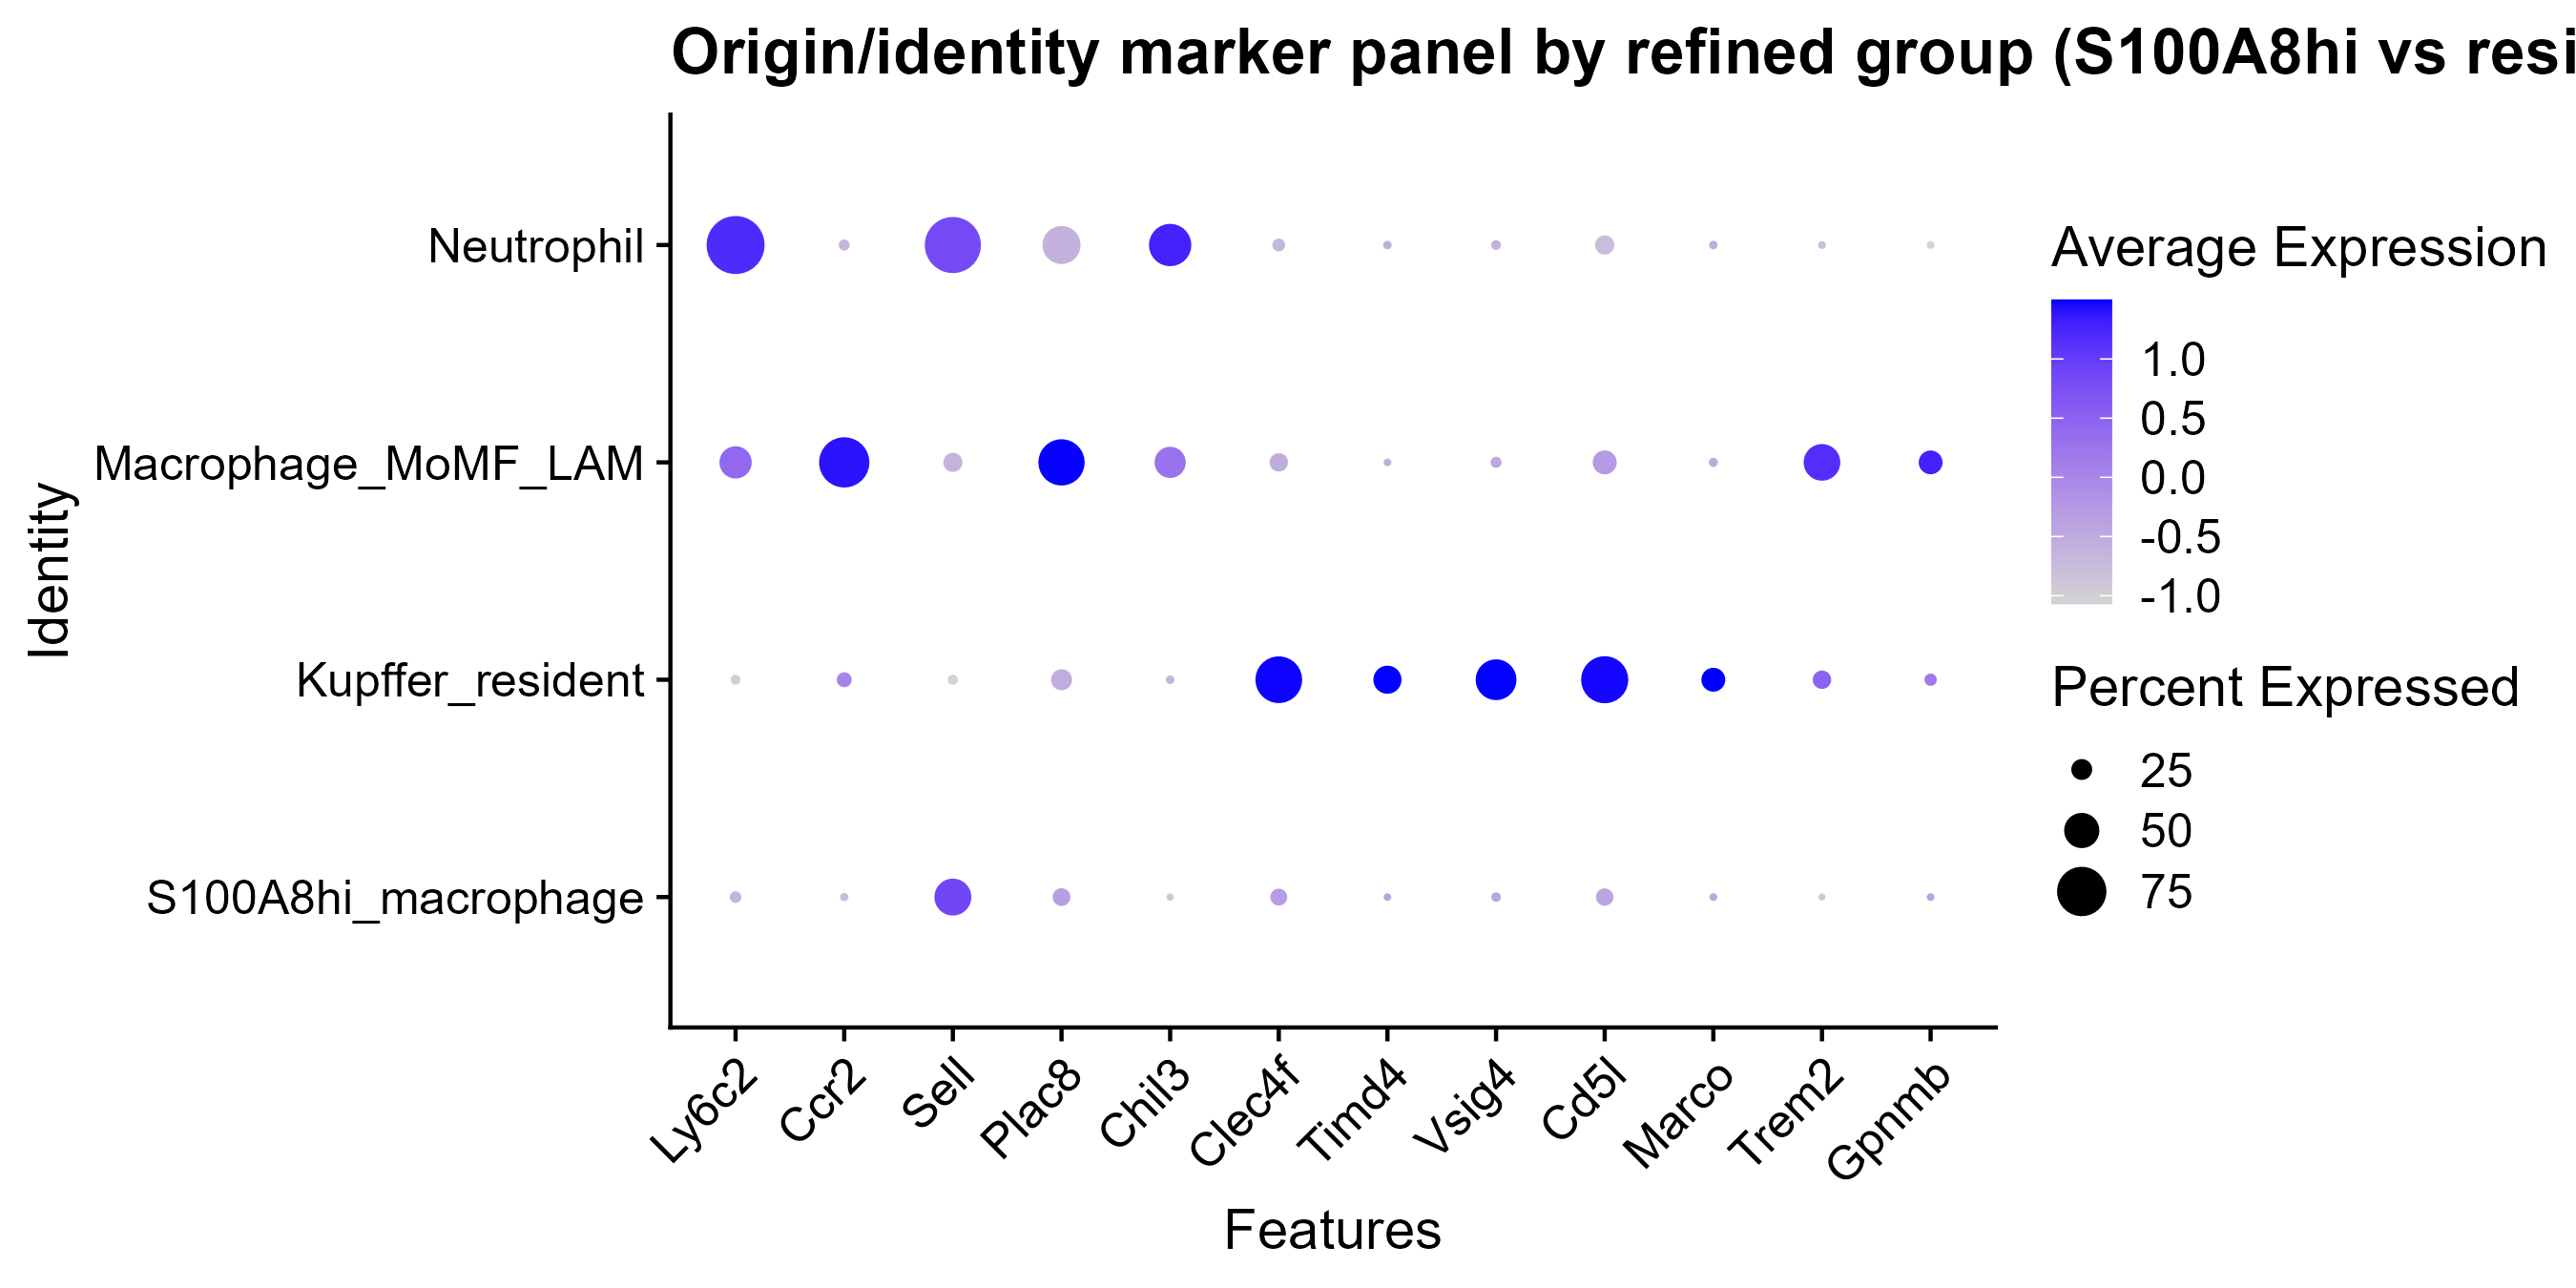 Origin/identity marker panel by refined group (S100A8hi vs resi
Identity
Neutrophil
Macrophage_MoMF_LAM
Kupffer_resident
S100A8hi_macrophage
Ly6c2
Ccr2
Sell
Plac8
Chil3
Clec4f
Timd4
Vsig4
Cd5l
Marco
Trem2
Gpnmb
Features
Average Expression
1.0
0.5
0.0
-0.5
-1.0
Percent Expressed
25
50
75